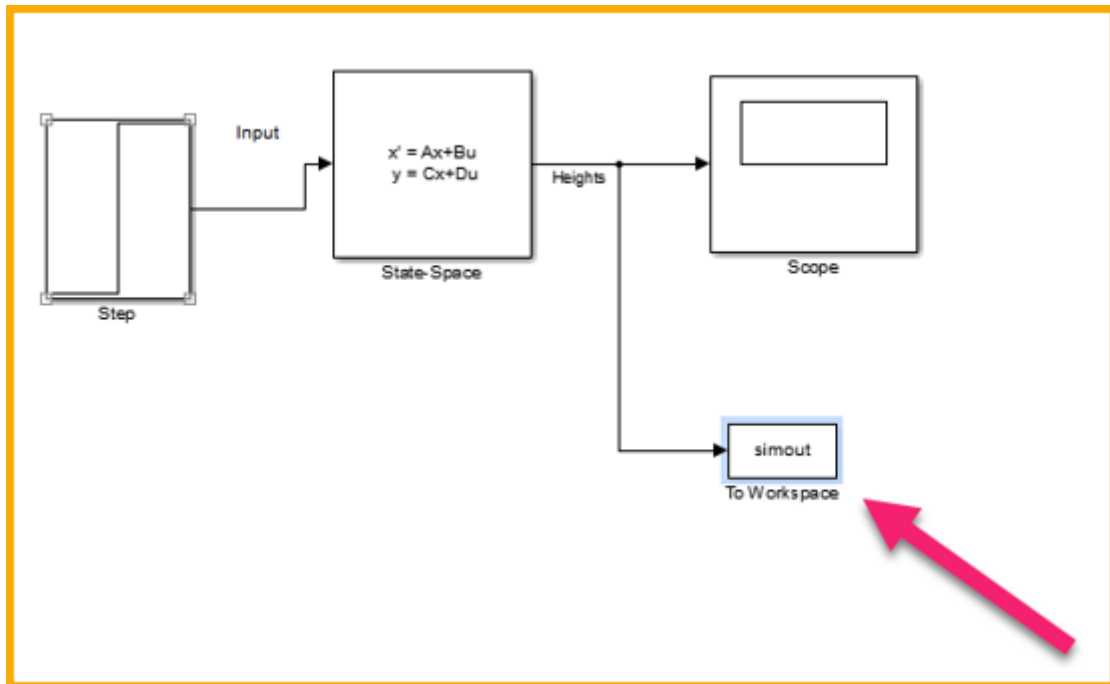 Input
x' = Ax+Bu
y = Cx+Du
Heights
State-Space
Scope
Step
simout
To Workspace